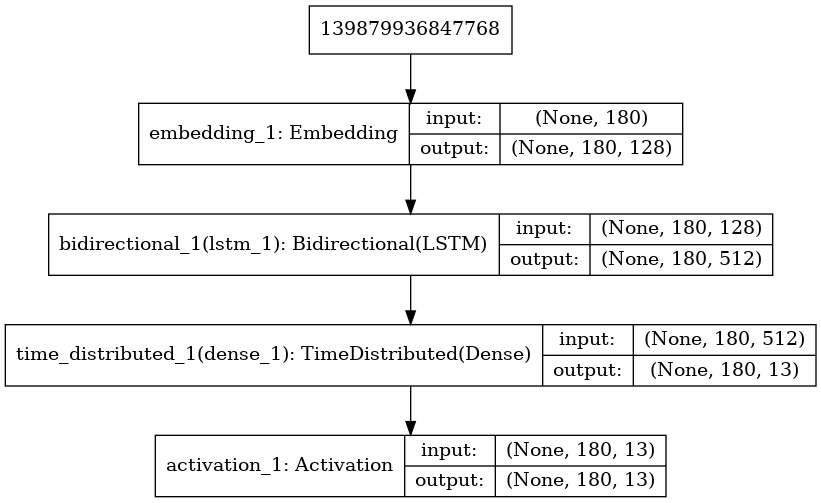 139879936847768
embedding_1: Embedding
input: (None, 180)
output: (None, 180, 128)
bidirectional_1(lstm_1): Bidirectional(LSTM)
input: (None, 180, 128)
output: (None, 180, 512)
time_distributed_1(dense_1): TimeDistributed(Dense)
input: (None, 180, 512)
output: (None, 180, 13)
activation_1: Activation
input: (None, 180, 13)
output: (None, 180, 13)